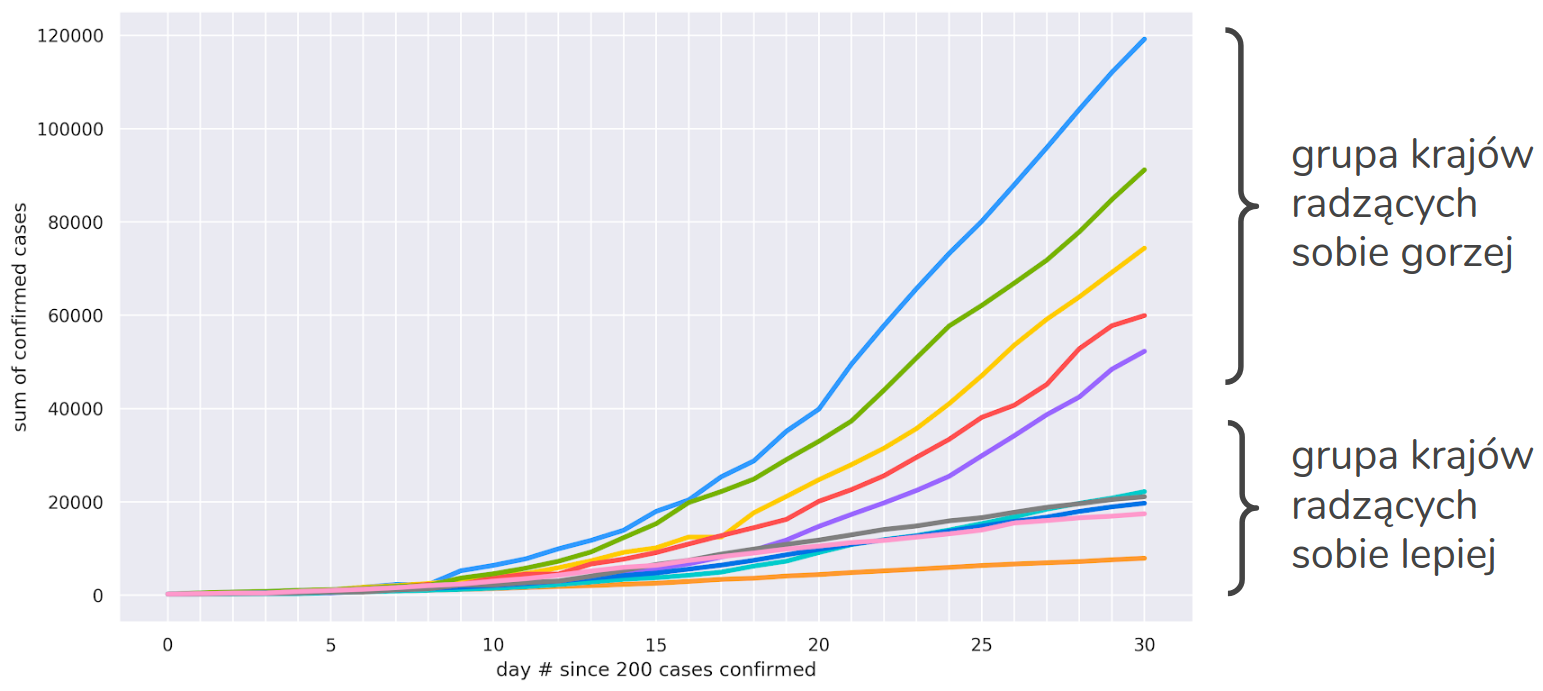 120000
100000
80000
60000
40000
20000
0
sum of confirmed cases
0 5 10 15 20 25 30
day # since 200 cases confirmed
grupa krajów
radzących
sobie gorzej
grupa krajów
radzących
sobie lepiej